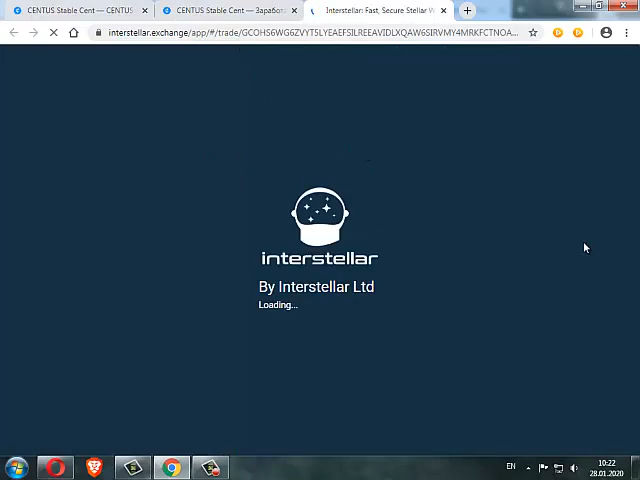 CENTUS Stable Cent — CENTUS
CENTUS Stable Cent — Заработа
Interstellar: Fast, Secure Stellar W
interstellar.exchange/app/#/trade/GCOHS6WG6ZVYT5LYEAEFSILREEAVIDLXQAW6SIRVMY4MRKFCTNOA...
interstellar
By Interstellar Ltd
Loading...
EN
10:22
28.01.2020